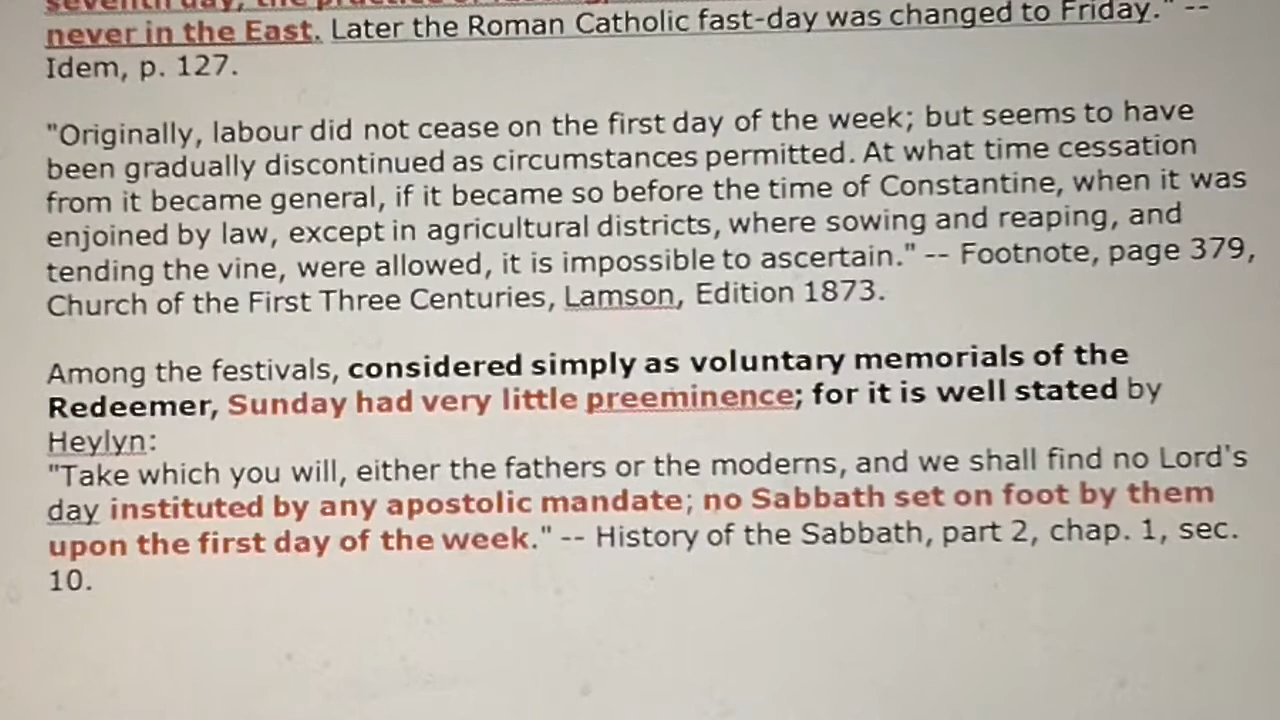 seventh day, the practice of
never in the East. Later the Roman Catholic fast-day was changed to Friday." --
Idem, p. 127.
"Originally, labour did not cease on the first day of the week; but seems to have
been gradually discontinued as circumstances permitted. At what time cessation
from it became general, if it became so before the time of Constantine, when it was
enjoined by law, except in agricultural districts, where sowing and reaping, and
tending the vine, were allowed, it is impossible to ascertain." -- Footnote, page 379,
Church of the First Three Centuries, Lamson, Edition 1873.
Among the festivals, considered simply as voluntary memorials of the
Redeemer, Sunday had very little preeminence; for it is well stated by
Heylyn:
"Take which you will, either the fathers or the moderns, and we shall find no Lord's
day instituted by any apostolic mandate; no Sabbath set on foot by them
upon the first day of the week." -- History of the Sabbath, part 2, chap. 1, sec.
10.